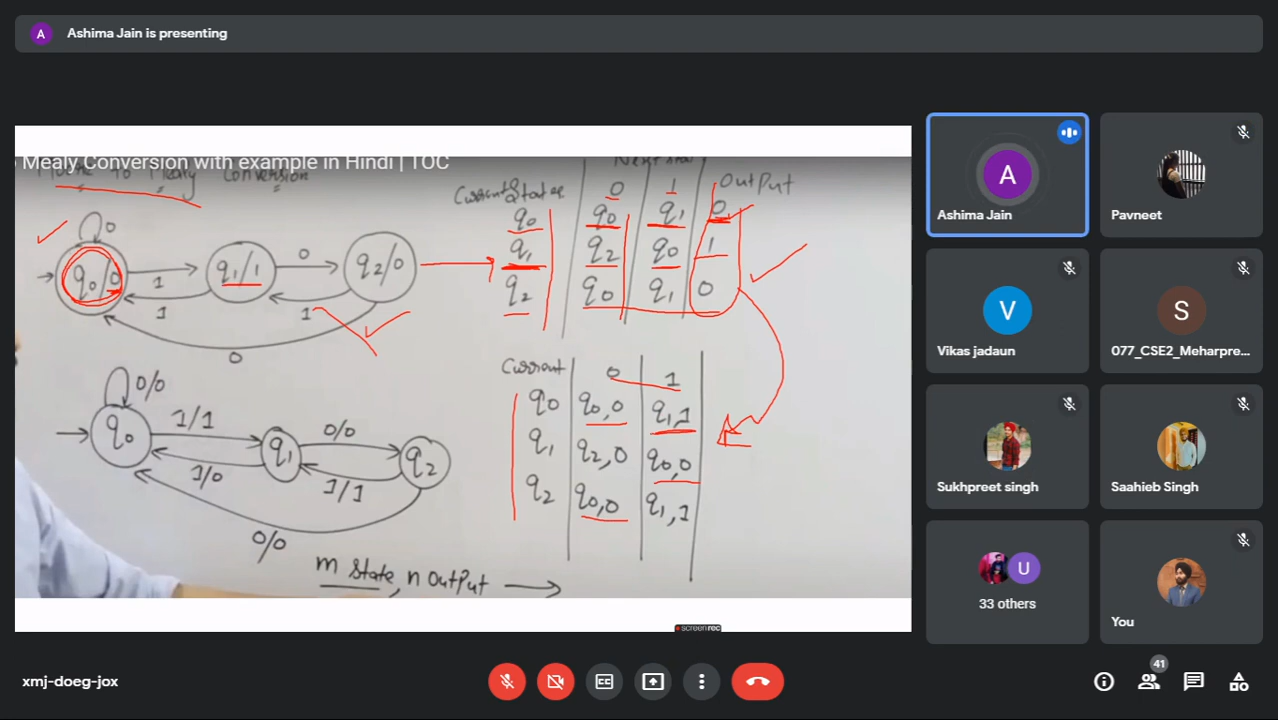 A Ashima Jain is presenting
Mealy Conversion with example in Hindi | TOC
to Mealy Conversion
0
q0/0
1
1
q1/1
0
1
q2/0
0
Current States 0 1 OutPut
q0 q0 q1 0
q1 q2 q0 1
q2 q0 q1 0
0/0
q0
1/1
1/0
q1
0/0
1/1
q2
0/0
Current 0 1
q0 q0,0 q1,1
q1 q2,0 q0,0
q2 q0,0 q1,1
m State, n OutPut
screenrec
A
Ashima Jain
Pavneet
V
Vikas jadaun
S
077_CSE2_Meharpre...
Sukhpreet singh
Saahieb Singh
U
33 others
You
xmj-doeg-jox
CC
41